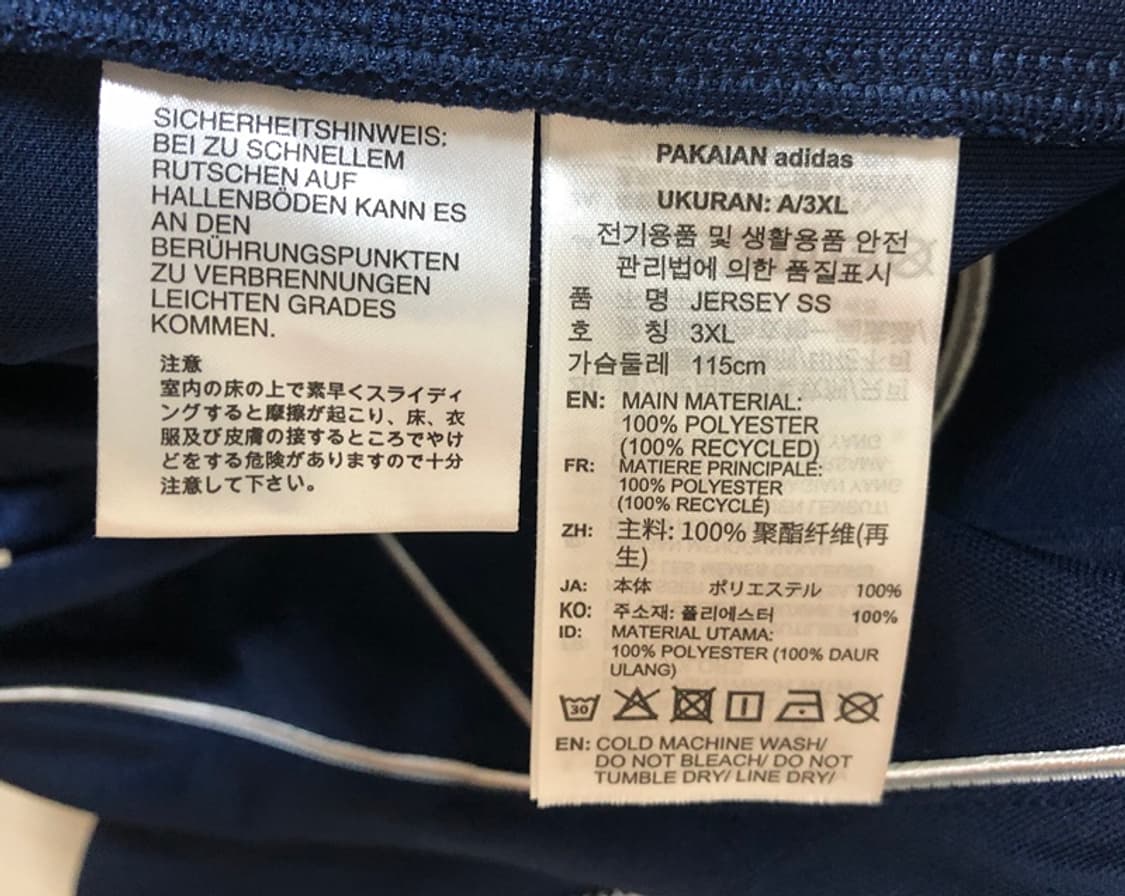 SICHERHEITSHINWEIS:
BEI ZU SCHNELLEM
RUTSCHEN AUF
HALLENBÖDEN KANN ES
AN DEN
BERÜHRUNGSPUNKTEN
ZU VERBRENNUNGEN
LEICHTEN GRADES
KOMMEN.
注意
室内の床の上で素早くスライディ
ングすると摩擦が起こり、床、衣
服及び皮膚の接するところでやけ
どをする危険がありますので十分
注意して下さい。
PAKAIAN adidas
UKURAN: A/3XL
전기용품 및 생활용품 안전
관리법에 의한 품질표시
품 명 JERSEY SS
호 칭 3XL
가슴둘레 115cm
EN: MAIN MATERIAL:
100% POLYESTER
(100% RECYCLED)
FR: MATIERE PRINCIPALE:
100% POLYESTER
(100% RECYCLÉ)
ZH: 主料: 100% 聚酯纤维(再
生)
JA: 本体 ポリエステル 100%
KO: 주소재: 폴리에스터 100%
ID: MATERIAL UTAMA:
100% POLYESTER (100% DAUR
ULANG)
30
EN: COLD MACHINE WASH/
DO NOT BLEACH/ DO NOT
TUMBLE DRY/ LINE DRY/